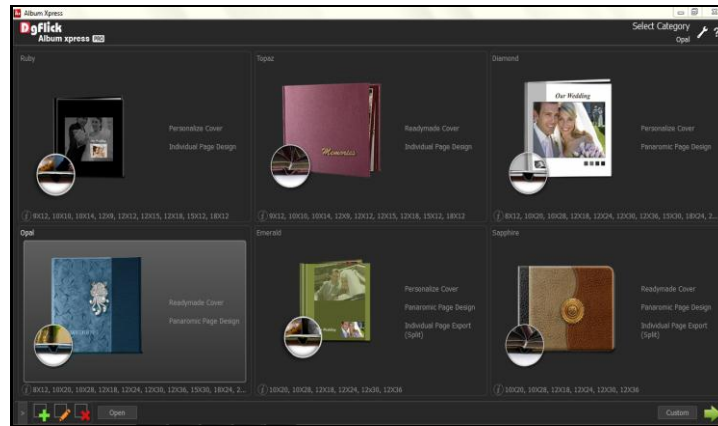 Album Xpress
DgFlick
Album xpress PRO
Select Category
Opal
?
Ruby
Personalize Cover
Individual Page Design
9X12, 10X10, 10X14, 12X9, 12X12, 12X15, 12X18, 15X12, 18X12
Topaz
Memories
Readymade Cover
Individual Page Design
9X12, 10X10, 10X14, 12X9, 12X12, 12X15, 12X18, 15X12, 18X12
Diamond
Our Wedding
Personalize Cover
Panaromic Page Design
8X12, 10X20, 10X28, 12X18, 12X24, 12X30, 12X36, 15X30, 18X24, 2...
Opal
Readymade Cover
Panaromic Page Design
8X12, 10X20, 10X28, 12X18, 12X24, 12X30, 12X36, 15X30, 18X24, 2...
Emerald
Personalize Cover
Panaromic Page Design
Individual Page Export
(Split)
10X20, 10X28, 12X18, 12X24, 12x30, 12X36
Sapphire
Readymade Cover
Panaromic Page Design
Individual Page Export
(Split)
10X20, 10X28, 12X18, 12X24, 12X30, 12X36
Open
Custom